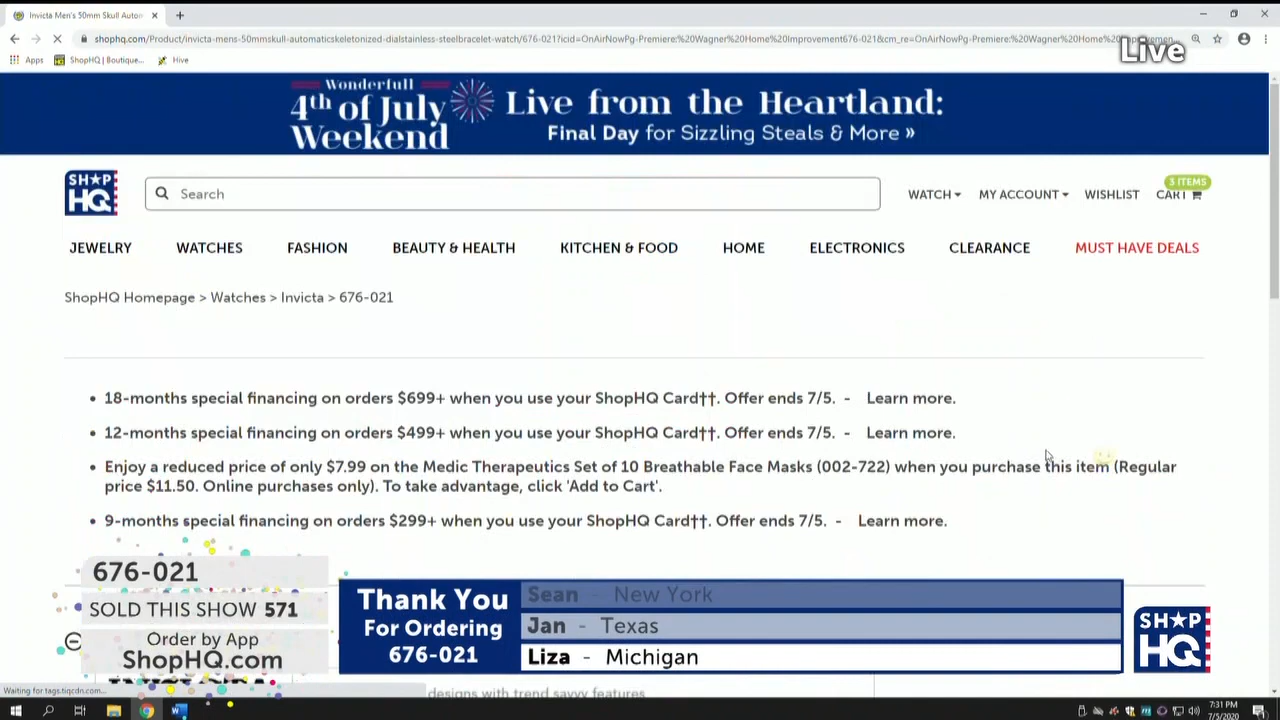 Invicta Men's 50mm Skull Autom
shophq.com/Product/invicta-mens-50mmskull-automaticskeletonized-dialstainless-steelbracelet-watch/676-021?icid=OnAirNowPg-Premiere:%20Wagner%20Home%20Improvement676-021&cm_re=OnAirNowPg-Premiere:%20Wagner%20Home%20Improvemen...
Live
Apps ShopHQ | Boutique... Hive
Wonderfull
4th of July
Weekend
Live from the Heartland:
Final Day for Sizzling Steals & More »
SHOP
HQ
Search
WATCH
MY ACCOUNT
WISHLIST
3 ITEMS
CART
JEWELRY WATCHES FASHION BEAUTY & HEALTH KITCHEN & FOOD HOME ELECTRONICS CLEARANCE MUST HAVE DEALS
ShopHQ Homepage > Watches > Invicta > 676-021
• 18-months special financing on orders $699+ when you use your ShopHQ Card††. Offer ends 7/5. - Learn more.
• 12-months special financing on orders $499+ when you use your ShopHQ Card††. Offer ends 7/5. - Learn more.
• Enjoy a reduced price of only $7.99 on the Medic Therapeutics Set of 10 Breathable Face Masks (002-722) when you purchase this item (Regular
price $11.50. Online purchases only). To take advantage, click 'Add to Cart'.
• 9-months special financing on orders $299+ when you use your ShopHQ Card††. Offer ends 7/5. - Learn more.
676-021
SOLD THIS SHOW 571
Order by App
ShopHQ.com
Thank You
For Ordering
676-021
Sean - New York
Jan - Texas
Liza - Michigan
SHOP
HQ
designs with trend savvy features
Waiting for tags.tiqcdn.com...
7:31 PM
7/5/2020